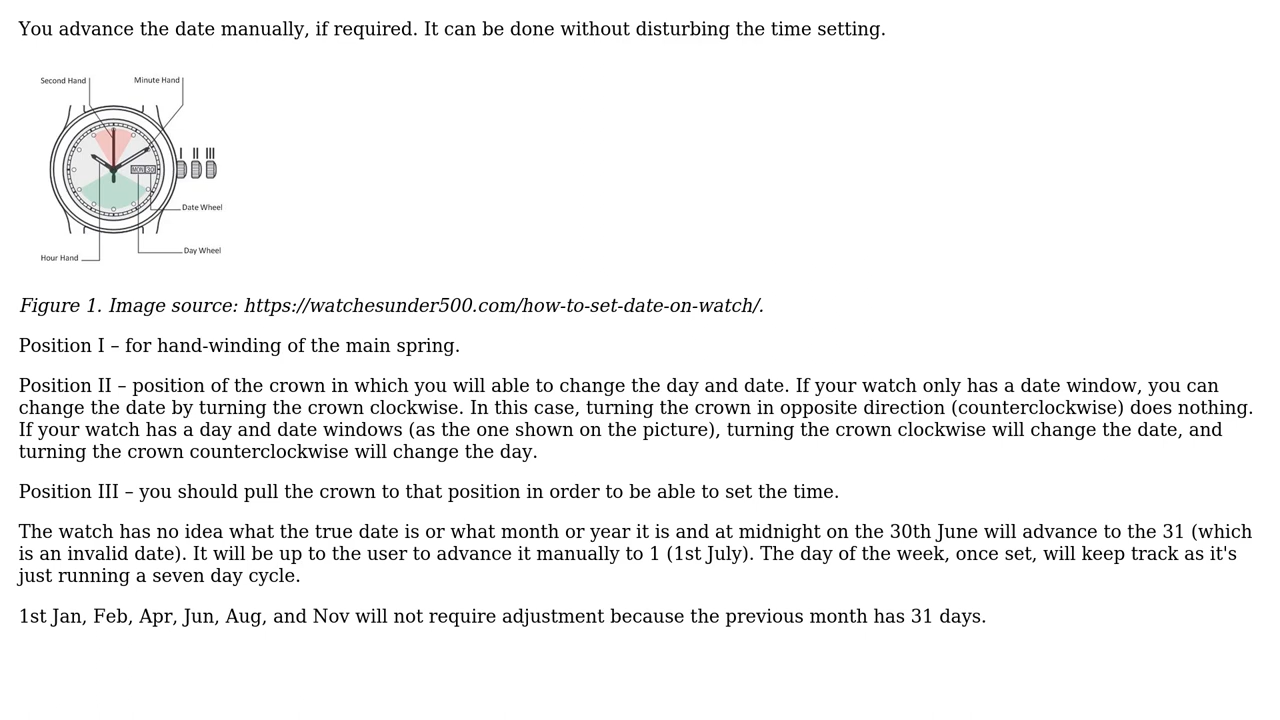 You advance the date manually, if required. It can be done without disturbing the time setting.
Second Hand
Minute Hand
I II III
MON 30
Date Wheel
Day Wheel
Hour Hand
Figure 1. Image source: https://watchesunder500.com/how-to-set-date-on-watch/.
Position I – for hand-winding of the main spring.
Position II – position of the crown in which you will able to change the day and date. If your watch only has a date window, you can
change the date by turning the crown clockwise. In this case, turning the crown in opposite direction (counterclockwise) does nothing.
If your watch has a day and date windows (as the one shown on the picture), turning the crown clockwise will change the date, and
turning the crown counterclockwise will change the day.
Position III – you should pull the crown to that position in order to be able to set the time.
The watch has no idea what the true date is or what month or year it is and at midnight on the 30th June will advance to the 31 (which
is an invalid date). It will be up to the user to advance it manually to 1 (1st July). The day of the week, once set, will keep track as it's
just running a seven day cycle.
1st Jan, Feb, Apr, Jun, Aug, and Nov will not require adjustment because the previous month has 31 days.